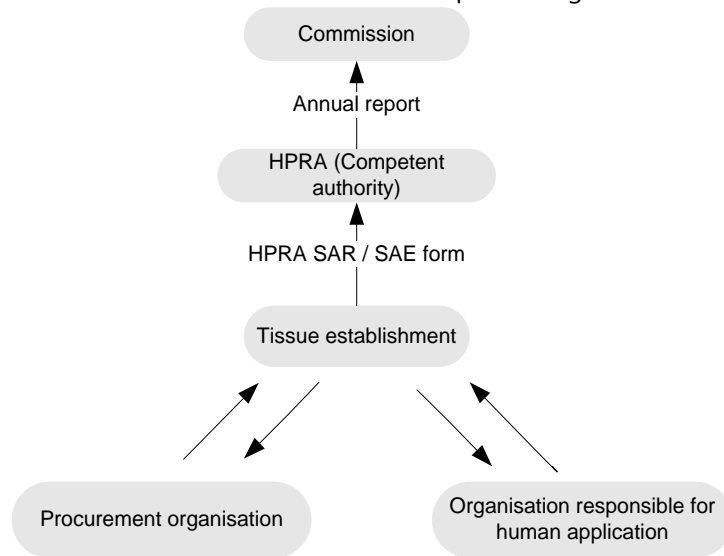 Commission
Annual report
HPRA (Competent
authority)
HPRA SAR / SAE form
Tissue establishment
Procurement organisation
Organisation responsible for
human application